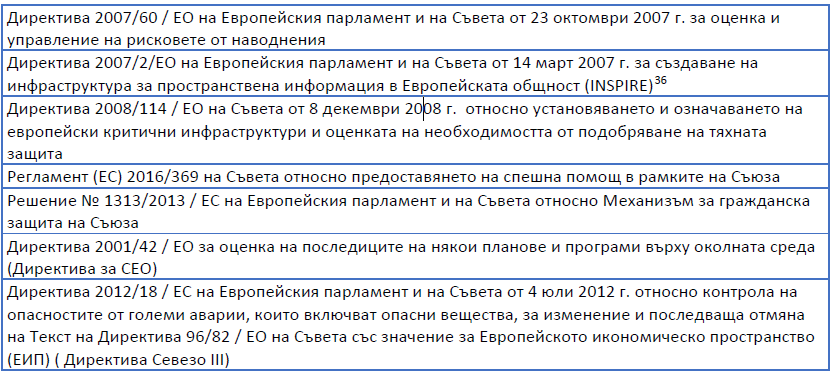 Директива 2007/60 / ЕО на Европейския парламент и на Съвета от 23 октомври 2007 г. за оценка и
управление на рисковете от наводнения
Директива 2007/2/ЕО на Европейския парламент и на Съвета от 14 март 2007 г. за създаване на
инфраструктура за пространствена информация в Европейската общност (INSPIRE)³⁶
Директива 2008/114 / ЕО на Съвета от 8 декември 2008 г. относно установяването и означаването на
европейски критични инфраструктури и оценката на необходимостта от подобряване на тяхната
защита
Регламент (ЕС) 2016/369 на Съвета относно предоставянето на спешна помощ в рамките на Съюза
Решение № 1313/2013 / ЕС на Европейския парламент и на Съвета относно Механизъм за гражданска
защита на Съюза
Директива 2001/42 / ЕО за оценка на последиците на някои планове и програми върху околната среда
(Директива за СЕО)
Директива 2012/18 / ЕС на Европейския парламент и на Съвета от 4 юли 2012 г. относно контрола на
опасностите от големи аварии, които включват опасни вещества, за изменение и последваща отмяна
на Текст на Директива 96/82 / ЕО на Съвета със значение за Европейското икономическо пространство
(ЕИП) ( Директива Севезо III)